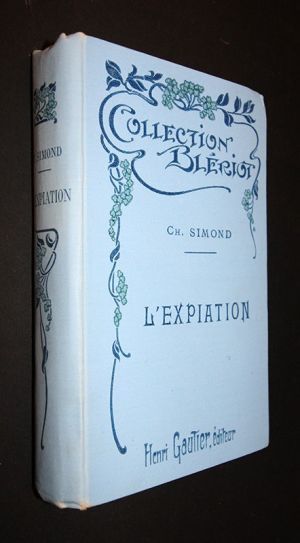 COLLECTION
BLÉRIOT
CH. SIMOND
L'EXPIATION
Henri Gautier, éditeur
SIMOND
EXPIATION